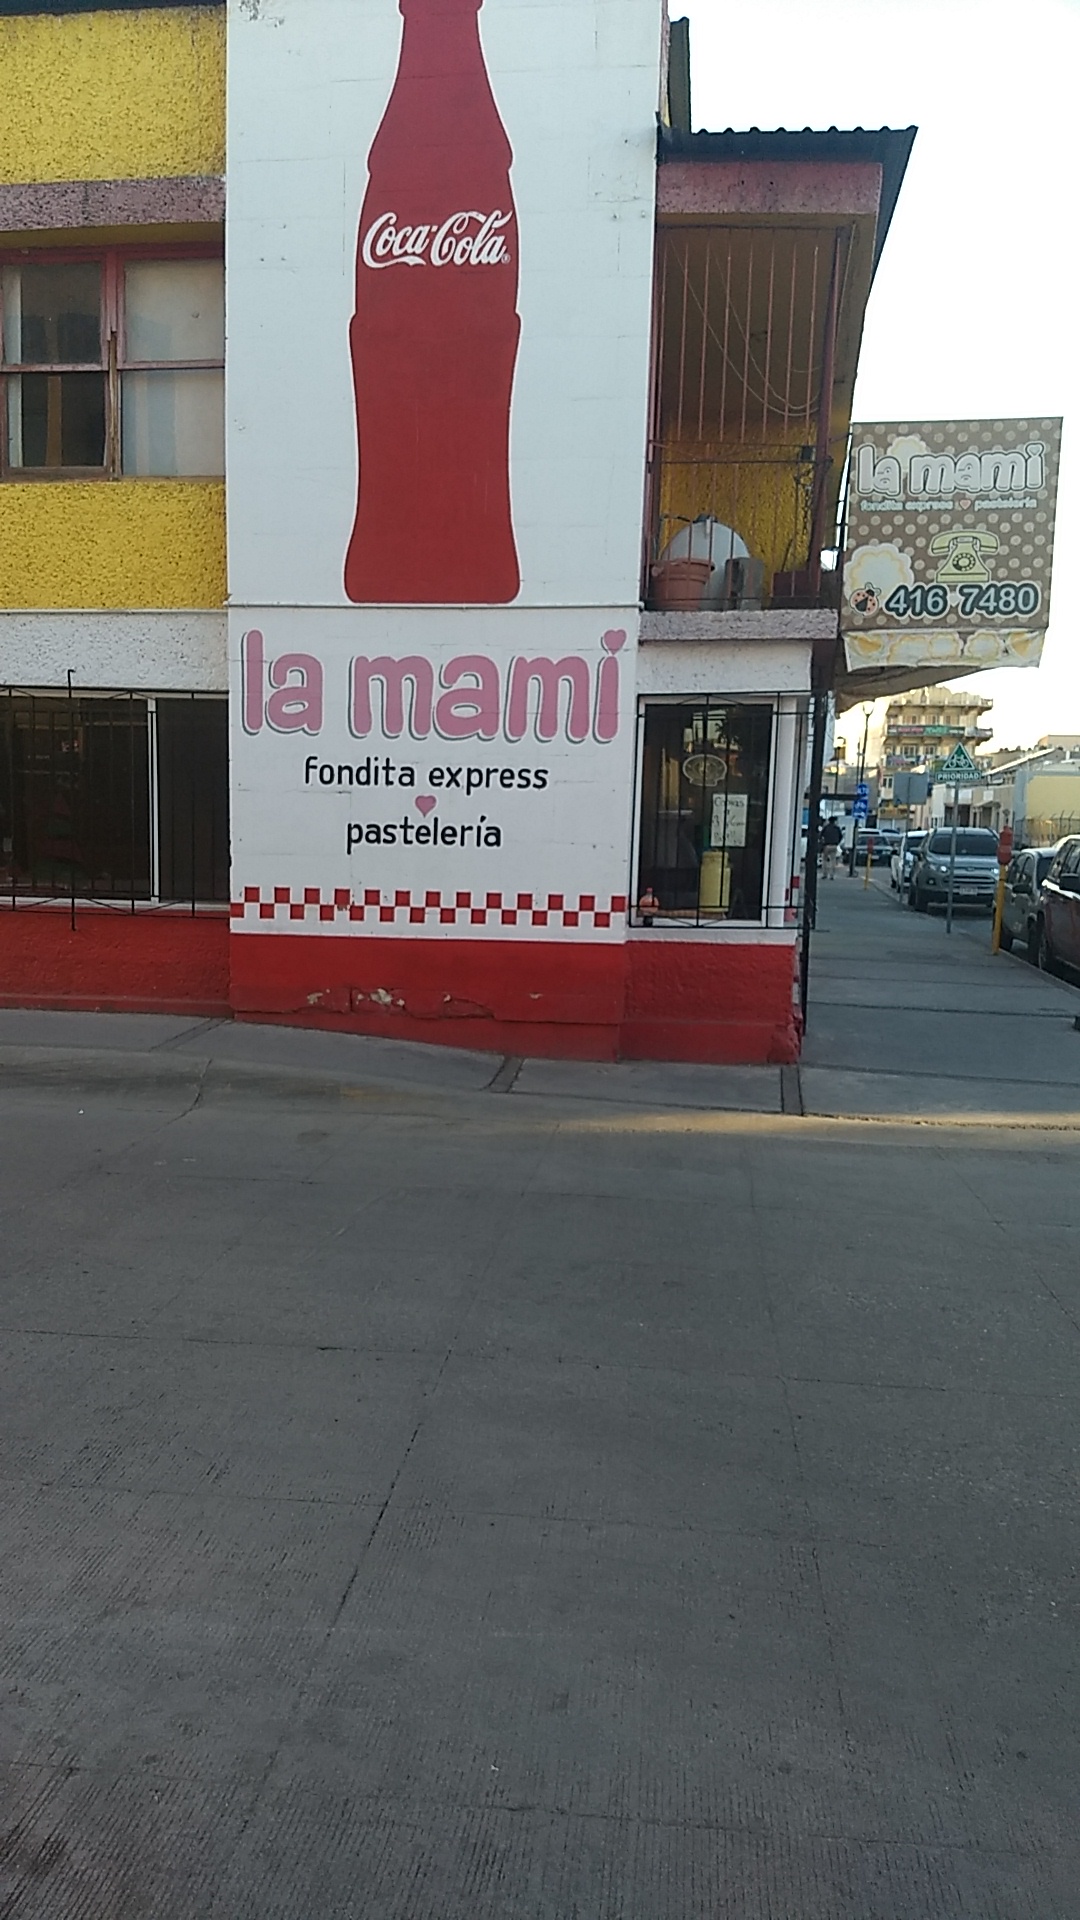 Coca-Cola
la mami
fondita express
pastelería
la mami
fondita express pastelería
416 7480
PRIORIDAD